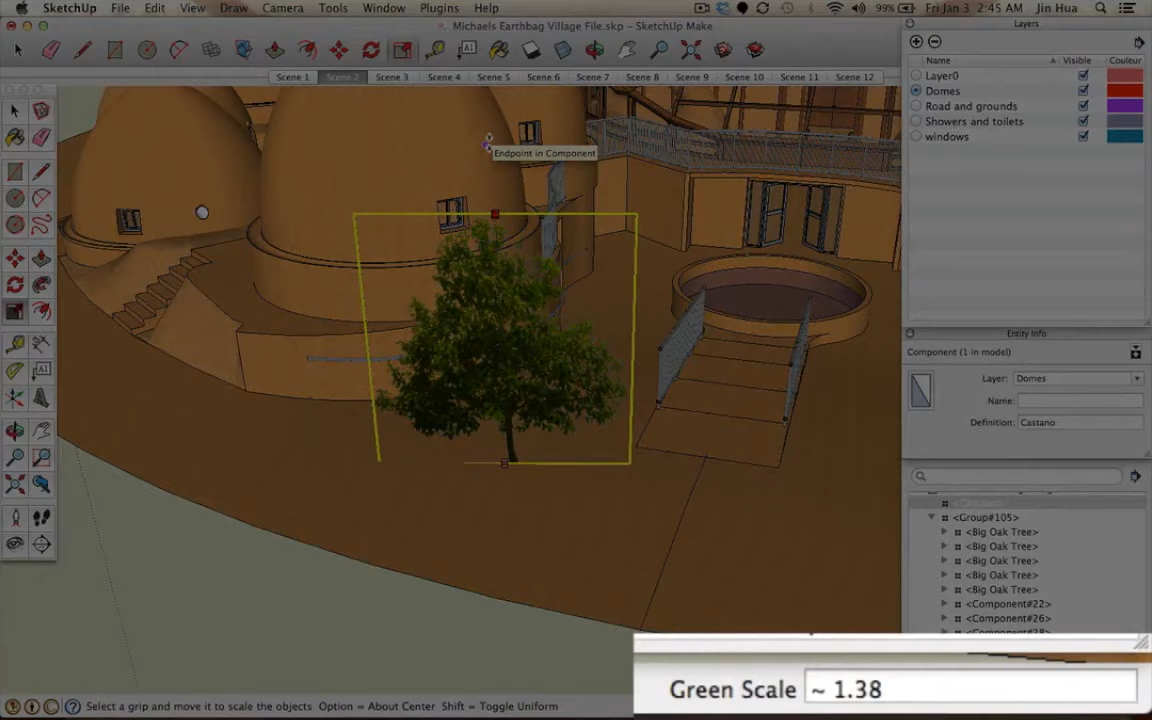 SketchUp File Edit View Draw Camera Tools Window Plugins Help 99% Fri Jan 3 2:45 AM Jin Hua
Michaels Earthbag Village File.skp – SketchUp Make
Layers
Scene 1 Scene 2 Scene 3 Scene 4 Scene 5 Scene 6 Scene 7 Scene 8 Scene 9 Scene 10 Scene 11 Scene 12
Name Visible Couleur
Layer0
Domes
Road and grounds
Showers and toilets
windows
Endpoint in Component
Entity Info
Component (1 in model)
Layer: Domes
Name:
Definition: Castano
<Group#105>
<Big Oak Tree>
<Big Oak Tree>
<Big Oak Tree>
<Big Oak Tree>
<Big Oak Tree>
<Component#22>
<Component#26>
Green Scale ~ 1.38
Select a grip and move it to scale the objects Option = About Center Shift = Toggle Uniform